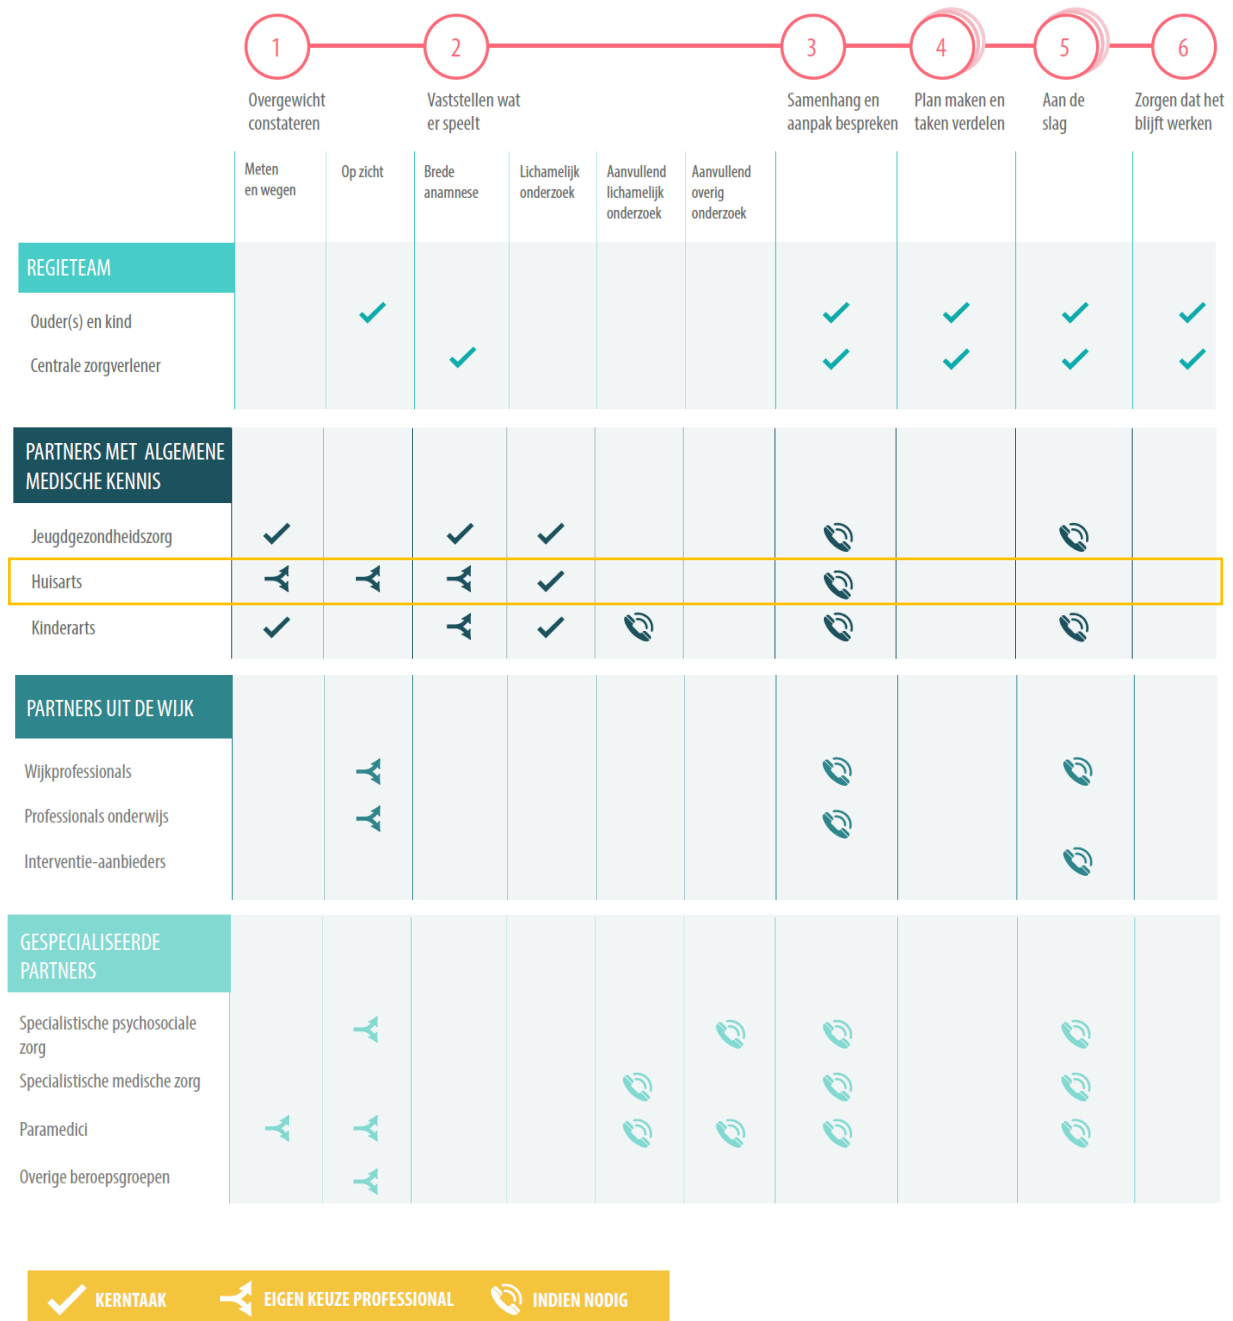 1
2
3
4
5
6
Overgewicht
constateren
Vaststellen wat
er speelt
Samenhang en
aanpak bespreken
Plan maken en
taken verdelen
Aan de
slag
Zorgen dat het
blijft werken
Meten
en wegen
Op zicht
Brede
anamnese
Lichamelijk
onderzoek
Aanvullend
lichamelijk
onderzoek
Aanvullend
overig
onderzoek
REGIETEAM
Ouder(s) en kind
Centrale zorgverlener
PARTNERS MET ALGEMENE
MEDISCHE KENNIS
Jeugdgezondheidszorg
Huisarts
Kinderarts
PARTNERS UIT DE WIJK
Wijkprofessionals
Professionals onderwijs
Interventie-aanbieders
GESPECIALISEERDE
PARTNERS
Specialistische psychosociale
zorg
Specialistische medische zorg
Paramedici
Overige beroepsgroepen
KERNTAAK
EIGEN KEUZE PROFESSIONAL
INDIEN NODIG